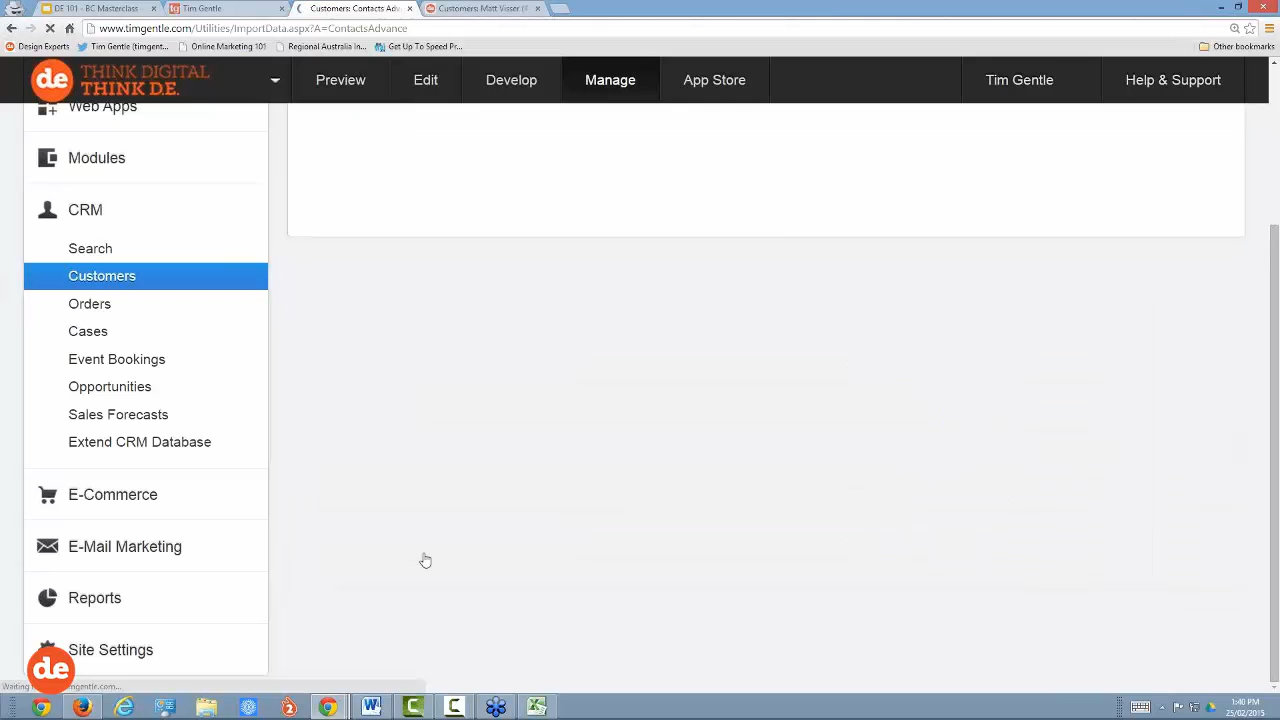 DE 101 - BC Masterclass
Tim Gentle
Customers: Contacts Adv
Customers: Matt Visser (
www.timgentle.com/Utilities/ImportData.aspx?A=ContactsAdvance
Design Experts
Tim Gentle (timgent...
Online Marketing 101
Regional Australia In...
Get Up To Speed Pr...
Other bookmarks
de THINK DIGITAL
THINK D.E.
Preview
Edit
Develop
Manage
App Store
Tim Gentle
Help & Support
Web Apps
Modules
CRM
Search
Customers
Orders
Cases
Event Bookings
Opportunities
Sales Forecasts
Extend CRM Database
E-Commerce
E-Mail Marketing
Reports
Site Settings
de
Waiting
timgentle.com...
1:40 PM
25/02/2015